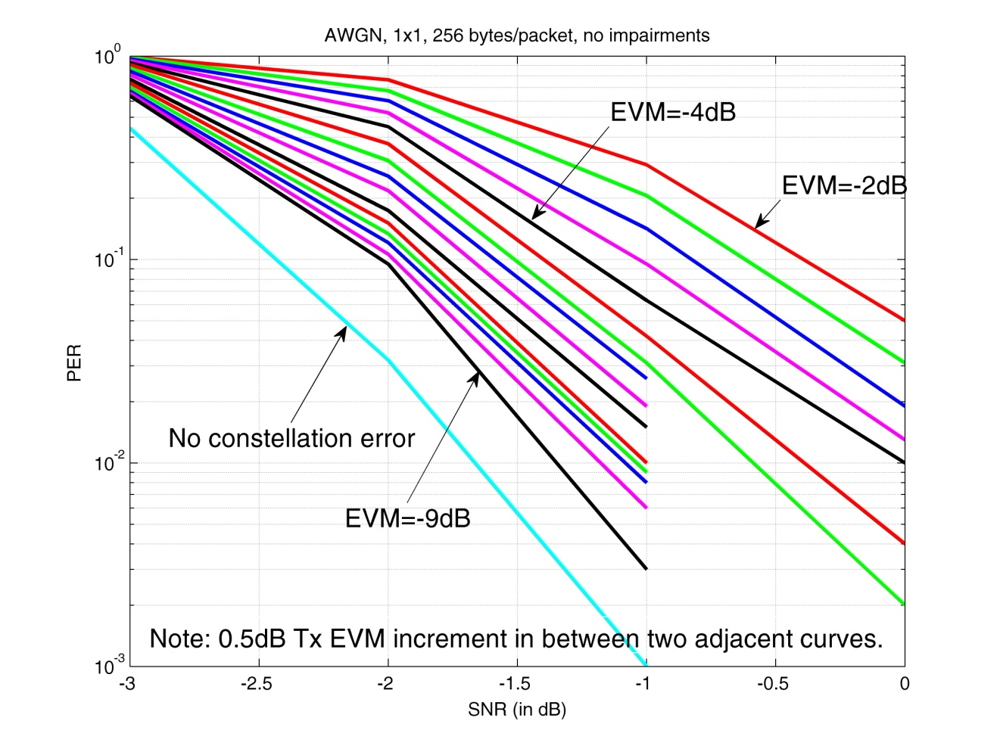 AWGN, 1x1, 256 bytes/packet, no impairments
10^0
EVM=-4dB
EVM=-2dB
10^-1
PER
No constellation error
10^-2
EVM=-9dB
Note: 0.5dB Tx EVM increment in between two adjacent curves.
10^-3
-3 -2.5 -2 -1.5 -1 -0.5 0
SNR (in dB)